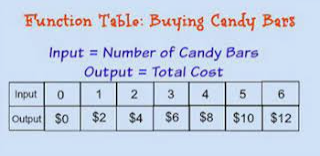 Function Table: Buying Candy Bars
Input = Number of Candy Bars
Output = Total Cost
Input 0 1 2 3 4 5 6
Output $0 $2 $4 $6 $8 $10 $12